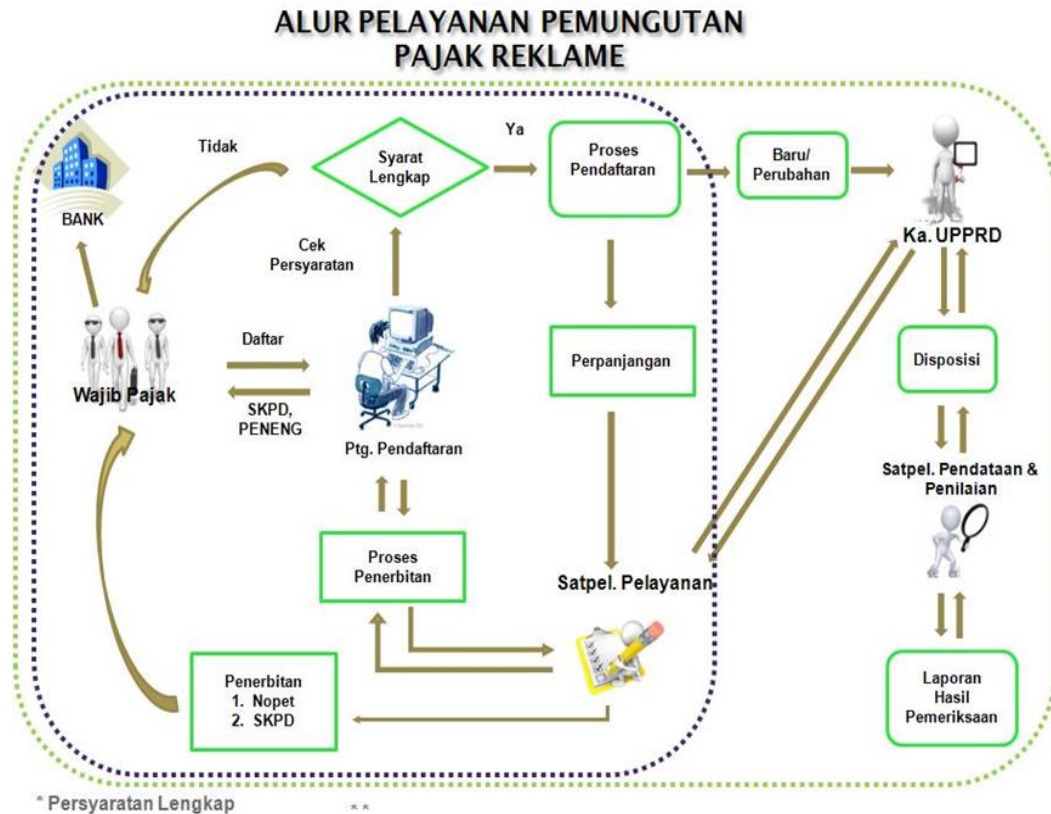 ALUR PELAYANAN PEMUNGUTAN
PAJAK REKLAME
Tidak
Syarat
Lengkap
Ya
Proses
Pendaftaran
Baru/
Perubahan
BANK
Ka. UPPRD
Cek
Persyaratan
Daftar
Wajib Pajak
SKPD,
PENENG
Ptg. Pendaftaran
Perpanjangan
Disposisi
Satpel. Pendataan &
Penilaian
Proses
Penerbitan
Satpel. Pelayanan
Penerbitan
1. Nopet
2. SKPD
Laporan
Hasil
Pemeriksaan
* Persyaratan Lengkap
* *